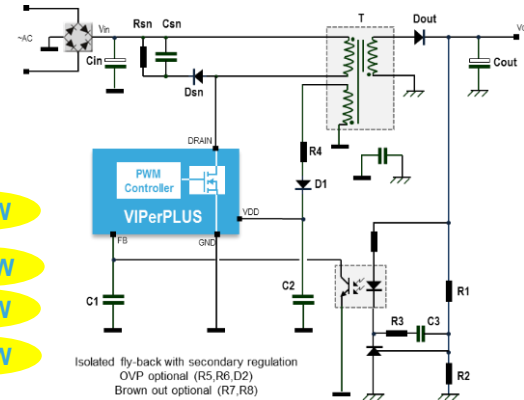 Rsn
Csn
T
Dout
~AC
Vin
Cin
Dsn
Cout
DRAIN
R4
PWM
Controller
D1
VIPerPLUS
VDD
FB
GND
C1
C2
R1
R3
C3
R2
Isolated fly-back with secondary regulation
OVP optional (R5,R6,D2)
Brown out optional (R7,R8)